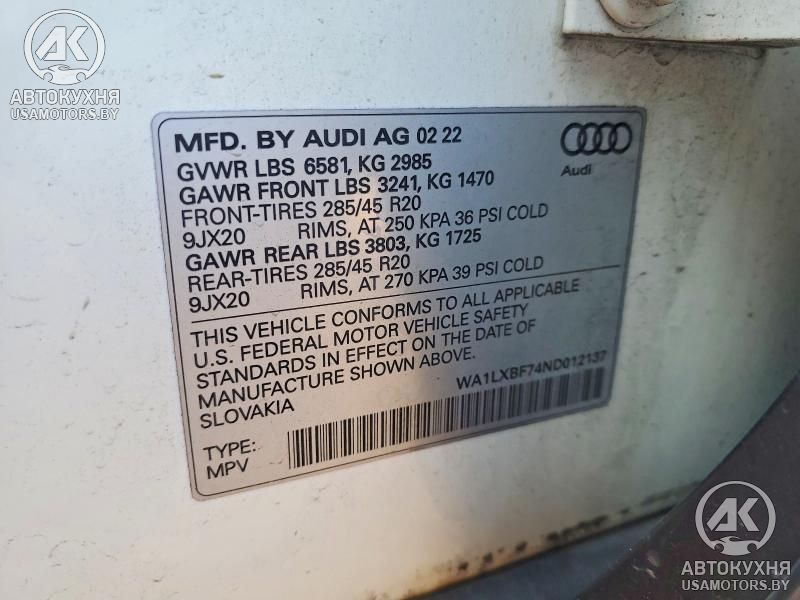 AK
АВТОКУХНЯ
USAMOTORS.BY
MFD. BY AUDI AG 02 22
GVWR LBS 6581, KG 2985
GAWR FRONT LBS 3241, KG 1470
FRONT-TIRES 285/45 R20
9JX20 RIMS, AT 250 KPA 36 PSI COLD
GAWR REAR LBS 3803, KG 1725
REAR-TIRES 285/45 R20
9JX20 RIMS, AT 270 KPA 39 PSI COLD
Audi
THIS VEHICLE CONFORMS TO ALL APPLICABLE
U.S. FEDERAL MOTOR VEHICLE SAFETY
STANDARDS IN EFFECT ON THE DATE OF
MANUFACTURE SHOWN ABOVE.
SLOVAKIA
WA1LXBF74ND012137
TYPE:
MPV
AK
АВТОКУХНЯ
USAMOTORS.BY